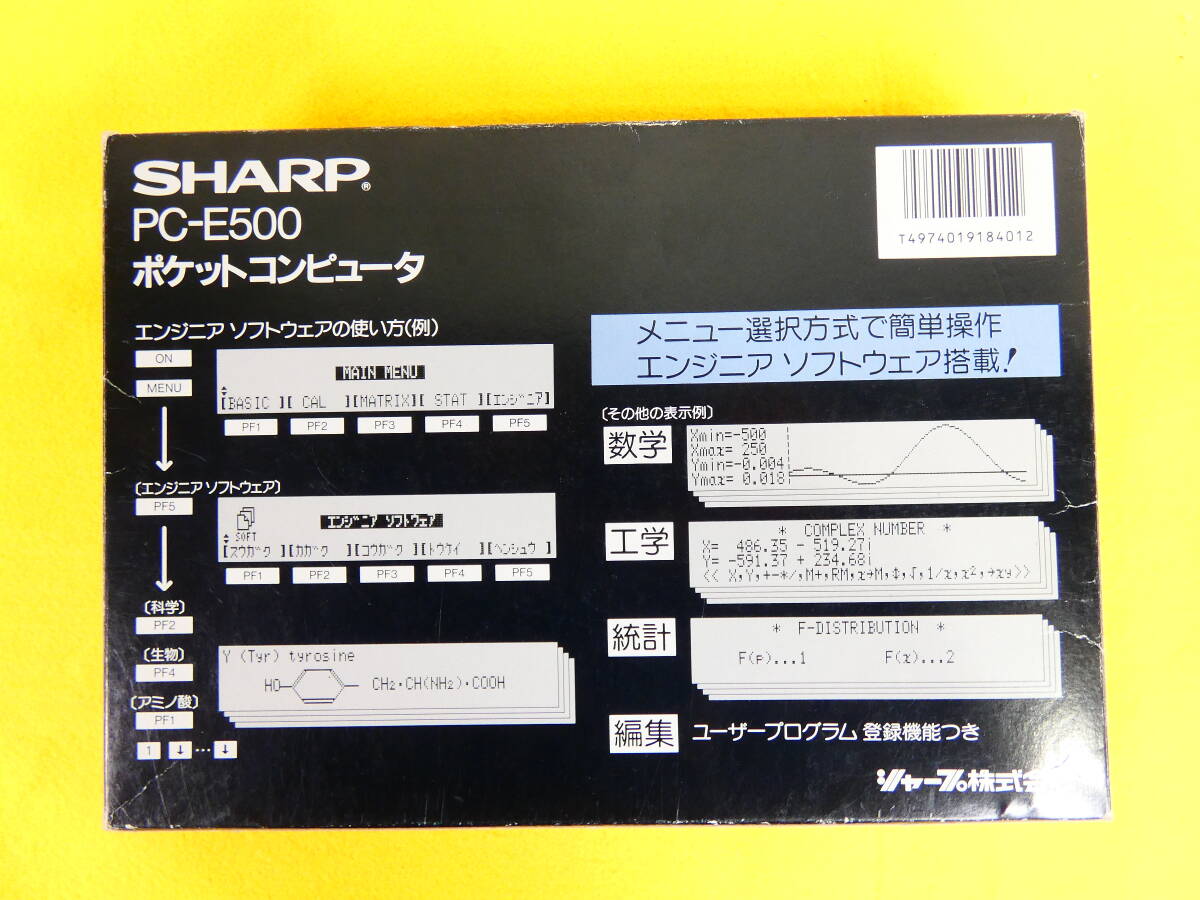 SHARP®
PC-E500
ポケットコンピュータ
T4974019184012
エンジニア ソフトウェアの使い方(例)
ON
MENU
MAIN MENU
[BASIC ][ CAL ][MATRIX][ STAT ][エンジニア]
PF1 PF2 PF3 PF4 PF5
〔エンジニア ソフトウェア〕
PF5
エンジニア ソフトウェア
SOFT
[スウガク ][カガク ][コウガク ][トウケイ ][ヘンシュウ ]
PF1 PF2 PF3 PF4 PF5
〔科学〕
PF2
〔生物〕
PF4
〔アミノ酸〕
PF1
1 ↓ … ↓
Y (Tyr) tyrosine
HO CH₂·CH(NH₂)·COOH
メニュー選択方式で簡単操作
エンジニア ソフトウェア搭載!
〔その他の表示例〕
数学
Xmin=-500
Xmax= 250
Ymin=-0.004
Ymax= 0.018
工学
* COMPLEX NUMBER *
X= 486.35 - 519.27i
Y= -591.37 + 234.68i
<< X,Y,+-*/,M+,RM,x→M,Φ,√,1/x,x²,→xy>>
統計
* F-DISTRIBUTION *
F(p)...1 F(x)...2
編集
ユーザープログラム 登録機能つき
シャープ株式会